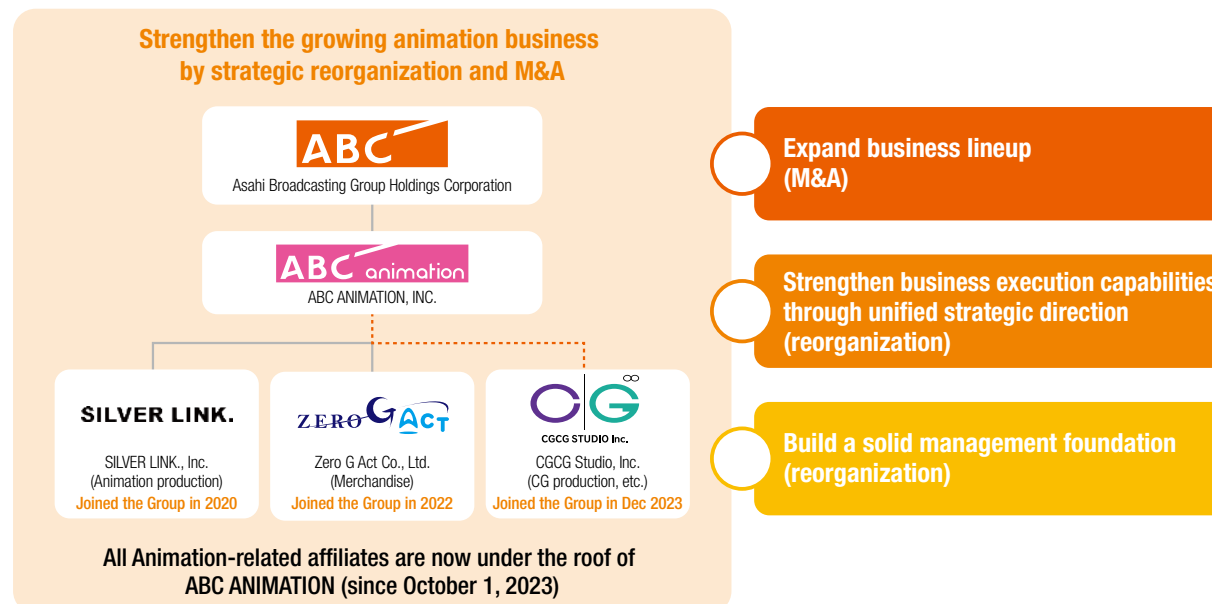 Strengthen the growing animation business
by strategic reorganization and M&A
ABC
Asahi Broadcasting Group Holdings Corporation
ABC animation
ABC ANIMATION, INC.
SILVER LINK.
SILVER LINK., Inc.
(Animation production)
Joined the Group in 2020
ZERO G ACT
Zero G Act Co., Ltd.
(Merchandise)
Joined the Group in 2022
CG
CGCG STUDIO Inc.
CGCG Studio, Inc.
(CG production, etc.)
Joined the Group in Dec 2023
All Animation-related affiliates are now under the roof of
ABC ANIMATION (since October 1, 2023)
Expand business lineup
(M&A)
Strengthen business execution capabilities
through unified strategic direction
(reorganization)
Build a solid management foundation
(reorganization)